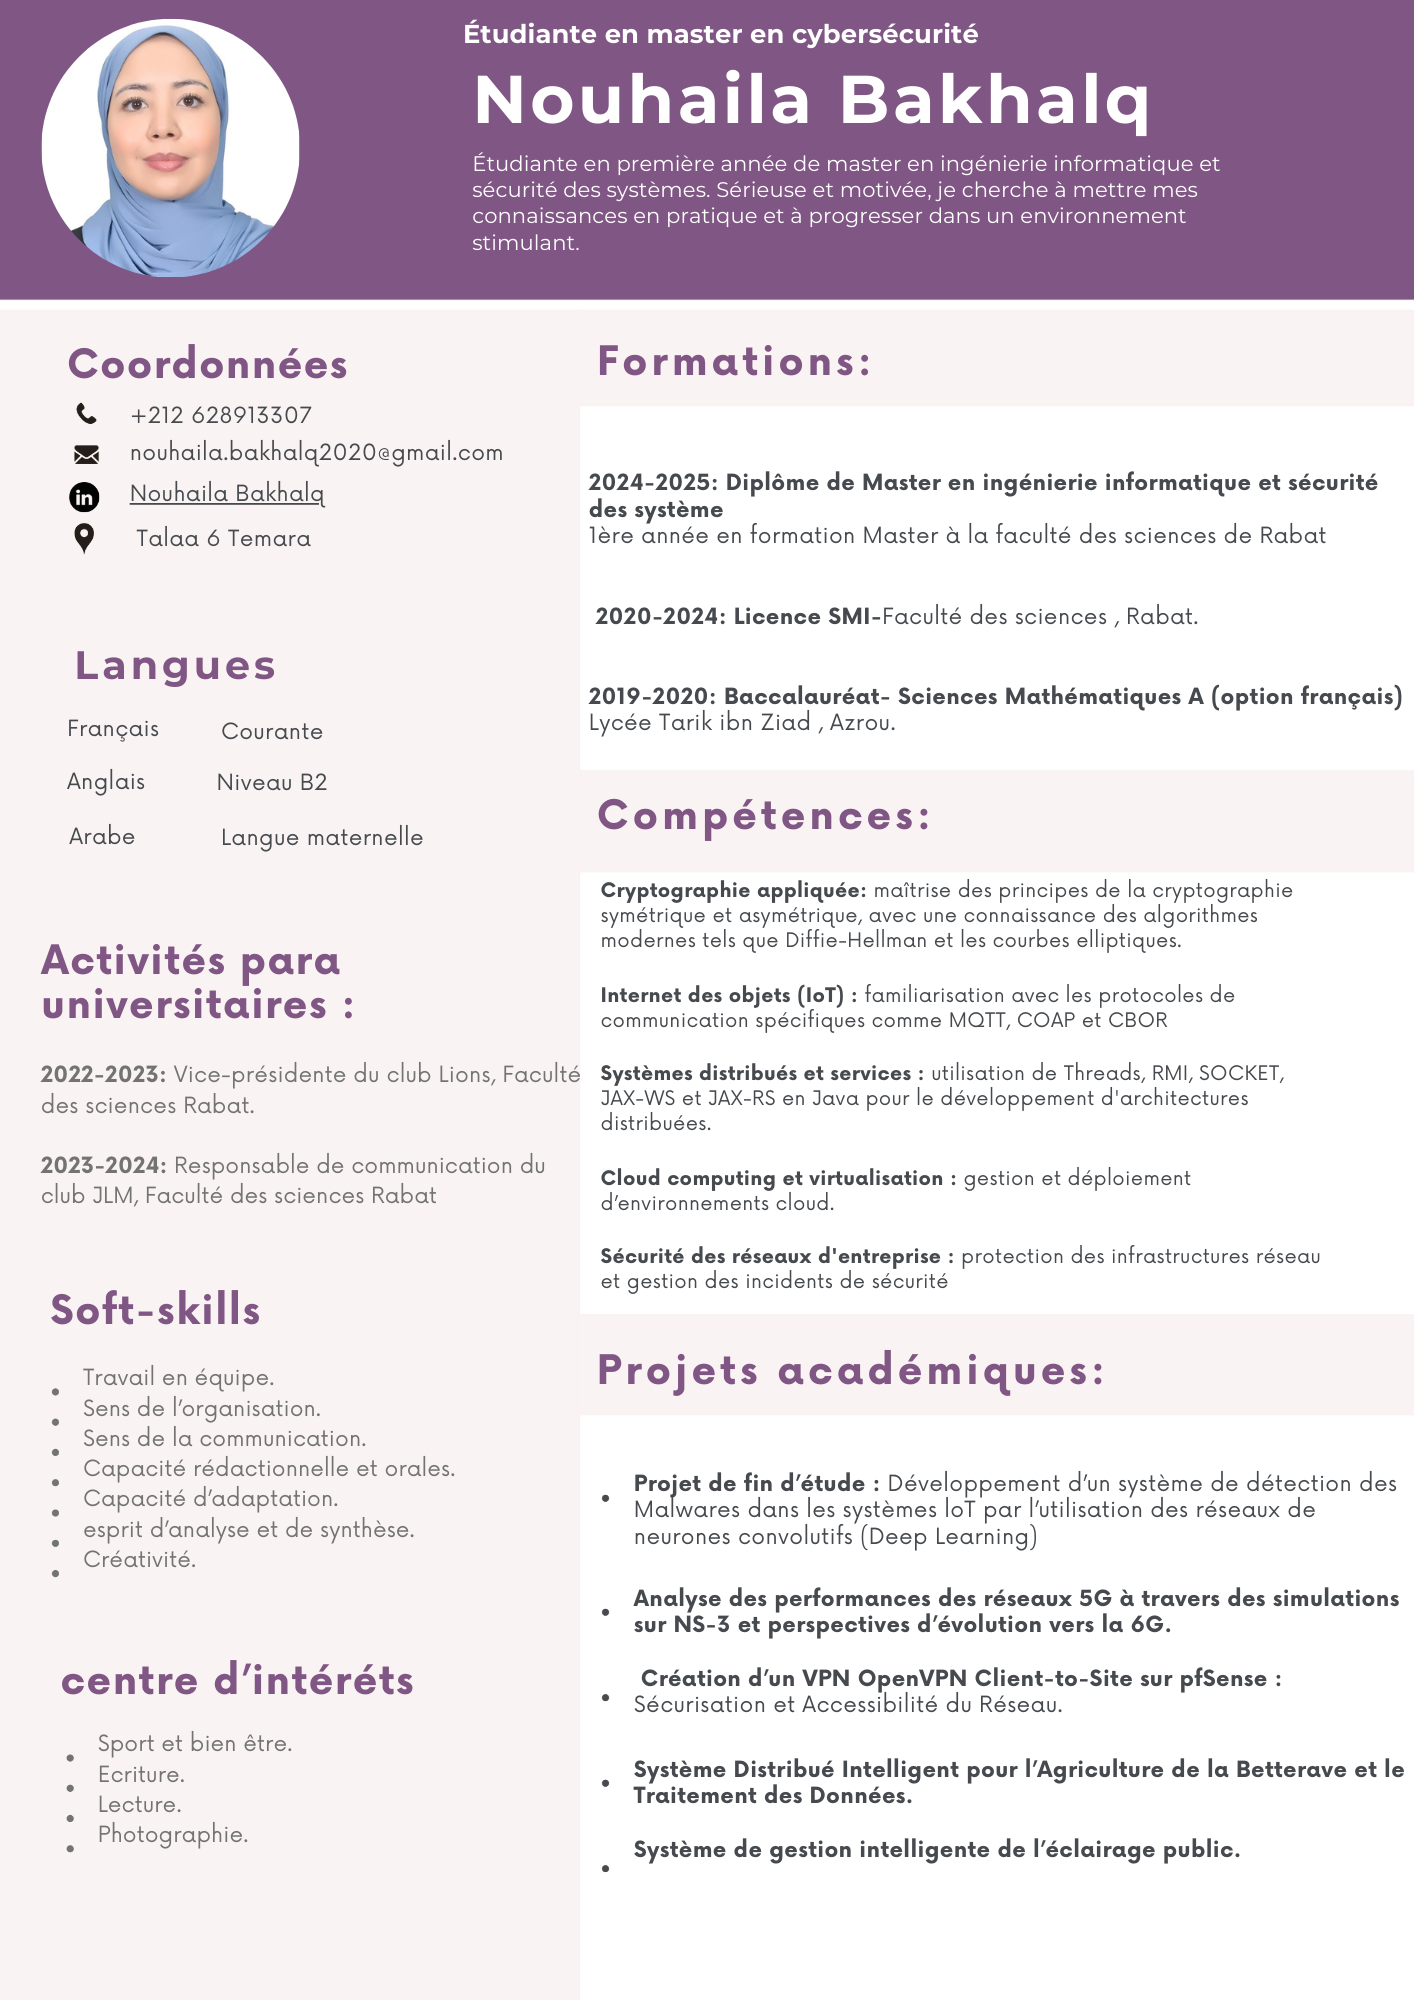 Étudiante en master en cybersécurité
Nouhaila Bakhalq
Étudiante en première année de master en ingénierie informatique et
sécurité des systèmes. Sérieuse et motivée, je cherche à mettre mes
connaissances en pratique et à progresser dans un environnement
stimulant.
Coordonnées
+212 628913307
nouhaila.bakhalq2020@gmail.com
in Nouhaila Bakhalq
Talaa 6 Temara
Langues
Français Courante
Anglais Niveau B2
Arabe Langue maternelle
Activités para
universitaires :
2022-2023: Vice-présidente du club Lions, Faculté
des sciences Rabat.
2023-2024: Responsable de communication du
club JLM, Faculté des sciences Rabat
Soft-skills
• Travail en équipe.
• Sens de l’organisation.
• Sens de la communication.
• Capacité rédactionnelle et orales.
• Capacité d’adaptation.
• esprit d’analyse et de synthèse.
• Créativité.
centre d’intéréts
• Sport et bien être.
• Ecriture.
• Lecture.
• Photographie.
Formations:
2024-2025: Diplôme de Master en ingénierie informatique et sécurité
des système
1ère année en formation Master à la faculté des sciences de Rabat
2020-2024: Licence SMI-Faculté des sciences , Rabat.
2019-2020: Baccalauréat- Sciences Mathématiques A (option français)
Lycée Tarik ibn Ziad , Azrou.
Compétences:
Cryptographie appliquée: maîtrise des principes de la cryptographie
symétrique et asymétrique, avec une connaissance des algorithmes
modernes tels que Diffie-Hellman et les courbes elliptiques.
Internet des objets (IoT) : familiarisation avec les protocoles de
communication spécifiques comme MQTT, COAP et CBOR
Systèmes distribués et services : utilisation de Threads, RMI, SOCKET,
JAX-WS et JAX-RS en Java pour le développement d'architectures
distribuées.
Cloud computing et virtualisation : gestion et déploiement
d’environnements cloud.
Sécurité des réseaux d'entreprise : protection des infrastructures réseau
et gestion des incidents de sécurité
Projets académiques:
• Projet de fin d’étude : Développement d’un système de détection des
Malwares dans les systèmes loT par l’utilisation des réseaux de
neurones convolutifs (Deep Learning)
• Analyse des performances des réseaux 5G à travers des simulations
sur NS-3 et perspectives d’évolution vers la 6G.
• Création d’un VPN OpenVPN Client-to-Site sur pfSense :
Sécurisation et Accessibilité du Réseau.
• Système Distribué Intelligent pour l’Agriculture de la Betterave et le
Traitement des Données.
• Système de gestion intelligente de l’éclairage public.